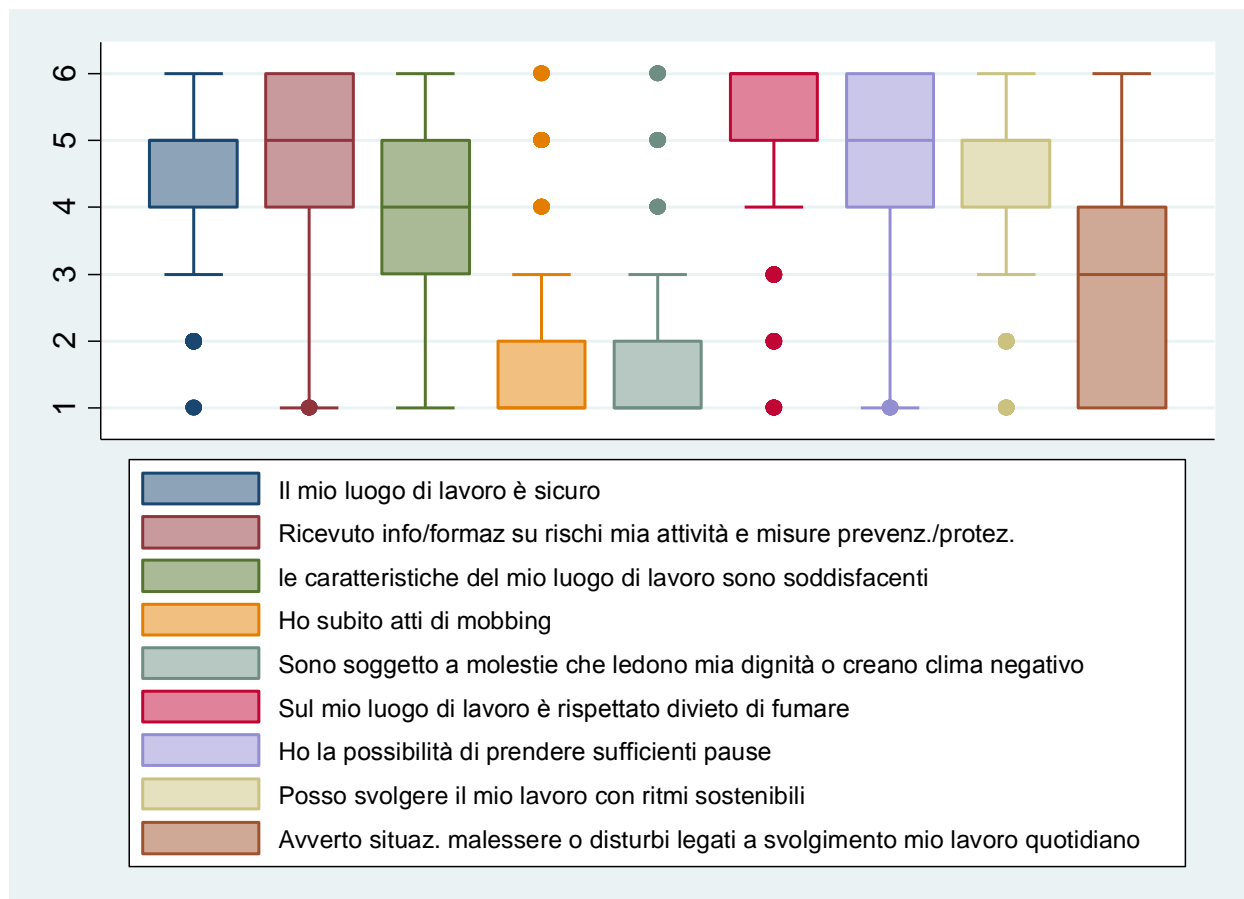 6
5
4
3
2
1
Il mio luogo di lavoro è sicuro
Ricevuto info/formaz su rischi mia attività e misure prevenz./protez.
le caratteristiche del mio luogo di lavoro sono soddisfacenti
Ho subito atti di mobbing
Sono soggetto a molestie che ledono mia dignità o creano clima negativo
Sul mio luogo di lavoro è rispettato divieto di fumare
Ho la possibilità di prendere sufficienti pause
Posso svolgere il mio lavoro con ritmi sostenibili
Avverto situaz. malessere o disturbi legati a svolgimento mio lavoro quotidiano